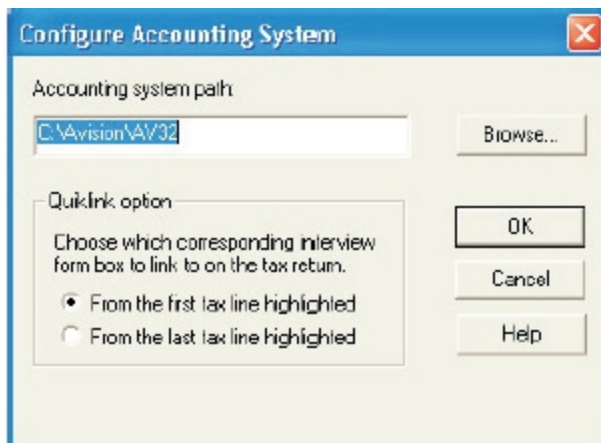 Configure Accounting System
Accounting system path:
C:\Avision\AV32
Browse...
Quiklink option
Choose which corresponding interview
form box to link to on the tax return.
From the first tax line highlighted
From the last tax line highlighted
OK
Cancel
Help